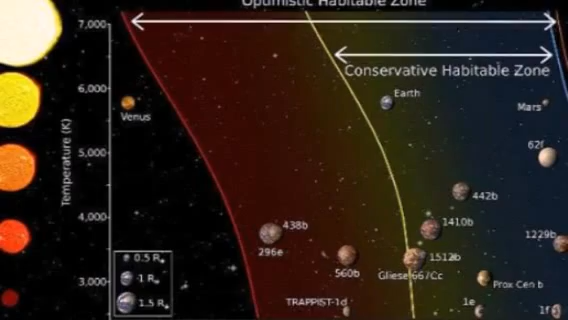 Optimistic Habitable Zone
7,000
Conservative Habitable Zone
6,000
Earth
Mars
Venus
Temperature (K)
5,000
62f
442b
4,000
438b
1410b
1229b
296e
1512b
560b
Gliese 667Cc
0.5 R
1 R
1.5 R
3,000
Prox Cen b
TRAPPIST-1d
1e
1f